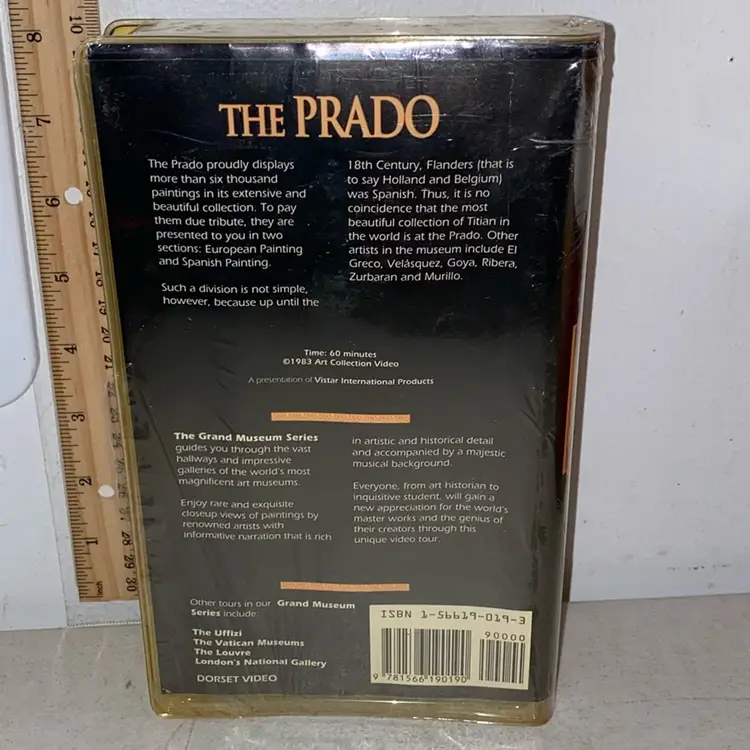 THE PRADO
The Prado proudly displays
more than six thousand
paintings in its extensive and
beautiful collection. To pay
them due tribute, they are
presented to you in two
sections: European Painting
and Spanish Painting.
Such a division is not simple,
however, because up until the
18th Century, Flanders (that is
to say Holland and Belgium)
was Spanish. Thus, it is no
coincidence that the most
beautiful collection of Titian in
the world is at the Prado. Other
artists in the museum include El
Greco, Velásquez, Goya, Ribera,
Zurbaran and Murillo.
Time: 60 minutes
©1983 Art Collection Video
A presentation of Vistar International Products
The Grand Museum Series
guides you through the vast
hallways and impressive
galleries of the world's most
magnificent art museums.
Enjoy rare and exquisite
closeup views of paintings by
renowned artists with
informative narration that is rich
in artistic and historical detail
and accompanied by a majestic
musical background.
Everyone, from art historian to
inquisitive student, will gain a
new appreciation for the world's
master works and the genius of
their creators through this
unique video tour.
Other tours in our Grand Museum
Series include:
The Uffizi
The Vatican Museums
The Louvre
London's National Gallery
DORSET VIDEO
ISBN 1-56619-019-3
90000
9 781566 190190
8
7
6
5
4
3
2
1
inch